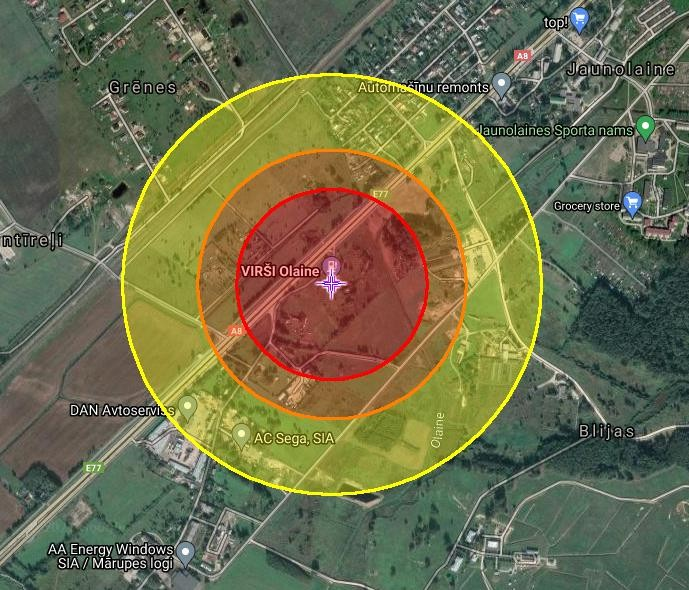 top!
A8
Jaunolaine
Grēnes
Automašīnu remonts
Jaunolaines Sporta nams
E77
Grocery store
ntīreļi
VIRŠI Olaine
A8
DAN Avtoserviss
AC Sega, SIA
Olaine
Blijas
E77
AA Energy Windows
SIA / Mārupes logi